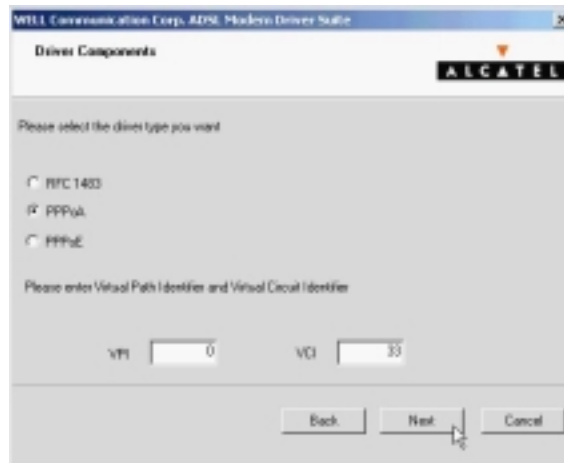 WELL Communication Corp. ADSL Modem Driver Suite
Driver Components
ALCATEL
Please select the driver type you want
RFC 1483
PPPoA
PPPoE
Please enter Virtual Path Identifier and Virtual Circuit Identifier
VPI 0 VCI 33
Back Next Cancel